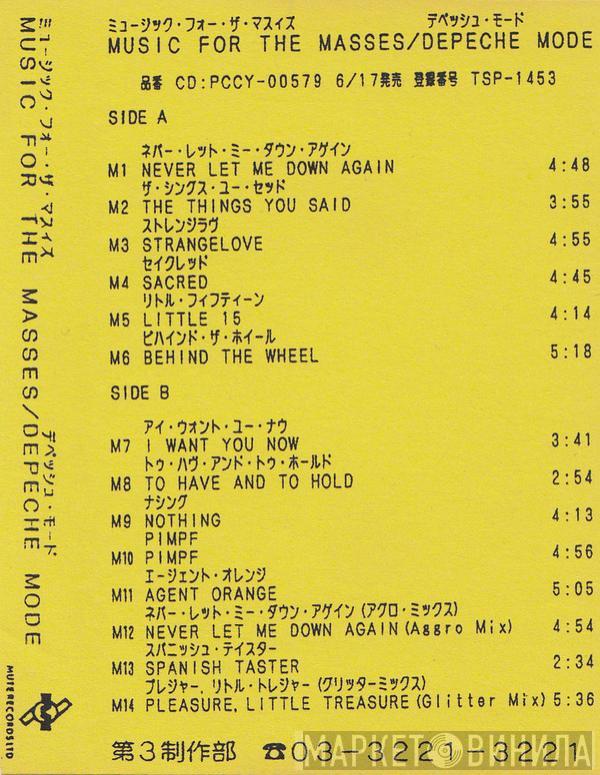 ミュージック・フォー・ザ・マスィズ デペッシュ・モード
MUSIC FOR THE MASSES/DEPECHE MODE
品番 CD:PCCY-00579 6/17発売 登録番号 TSP-1453
SIDE A
ネバー・レット・ミー・ダウン・アゲイン
M1 NEVER LET ME DOWN AGAIN 4:48
ザ・シングス・ユー・セッド
M2 THE THINGS YOU SAID 3:55
ストレンジラヴ
M3 STRANGELOVE 4:55
セイクレッド
M4 SACRED 4:45
リトル・フィフティーン
M5 LITTLE 15 4:14
ビハインド・ザ・ホイール
M6 BEHIND THE WHEEL 5:18
SIDE B
アイ・ウォント・ユー・ナウ
M7 I WANT YOU NOW 3:41
トゥ・ハヴ・アンド・トゥ・ホールド
M8 TO HAVE AND TO HOLD 2:54
ナシング
M9 NOTHING 4:13
PIMPF
M10 PIMPF 4:56
エージェント・オレンジ
M11 AGENT ORANGE 5:05
ネバー・レット・ミー・ダウン・アゲイン(アグロ・ミックス)
M12 NEVER LET ME DOWN AGAIN(Aggro Mix) 4:54
スパニッシュ・テイスター
M13 SPANISH TASTER 2:34
プレジャー,リトル・トレジャー(グリッターミックス)
M14 PLEASURE, LITTLE TREASURE(Glitter Mix) 5:36
第3制作部 ☎03-3221-3221
ミュージック・フォー・ザ・マスィズ デペッシュ・モード
MUSIC FOR THE MASSES/DEPECHE MODE
MUTE RECORDS LTD
МАРКЕТ ВИНИЛА